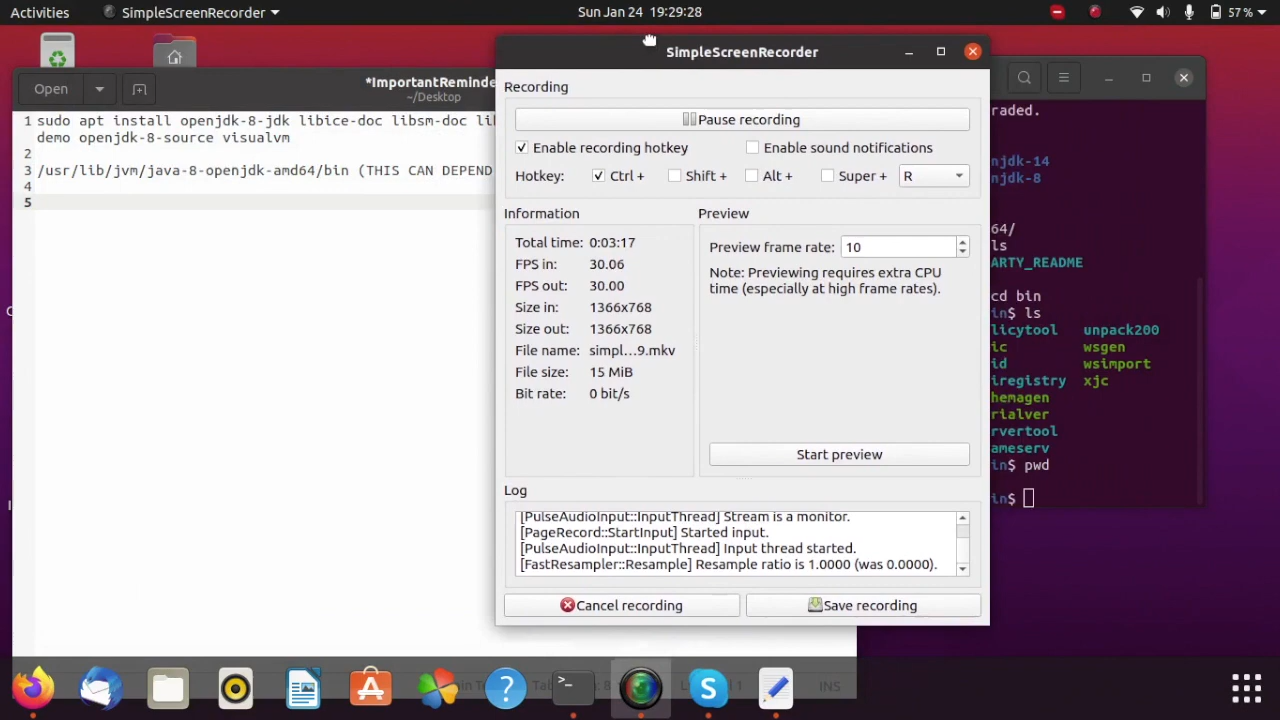 Activities
SimpleScreenRecorder
Sun Jan 24 19:29:28
57%
Open
*ImportantReminde
~/Desktop
1 sudo apt install openjdk-8-jdk libice-doc libsm-doc
demo openjdk-8-source visualvm
2
3 /usr/lib/jvm/java-8-openjdk-amd64/bin (THIS CAN DEPEND
4
5
SimpleScreenRecorder
Recording
Pause recording
Enable recording hotkey
Enable sound notifications
Hotkey:
Ctrl +
Shift +
Alt +
Super +
R
Information
Total time: 0:03:17
FPS in: 30.06
FPS out: 30.00
Size in: 1366x768
Size out: 1366x768
File name: simpl...9.mkv
File size: 15 MiB
Bit rate: 0 bit/s
Preview
Preview frame rate: 10
Note: Previewing requires extra CPU
time (especially at high frame rates).
Start preview
Log
[PulseAudioInput::InputThread] Stream is a monitor.
[PageRecord::StartInput] Started input.
[PulseAudioInput::InputThread] Input thread started.
[FastResampler::Resample] Resample ratio is 1.0000 (was 0.0000).
Cancel recording
Save recording
raded.
njdk-14
njdk-8
64/
ls
ARTY_README
cd bin
in$ ls
licytool unpack200
ic wsgen
id wsimport
iregistry xjc
hemagen
rialver
rvertool
ameserv
in$ pwd
in$
INS